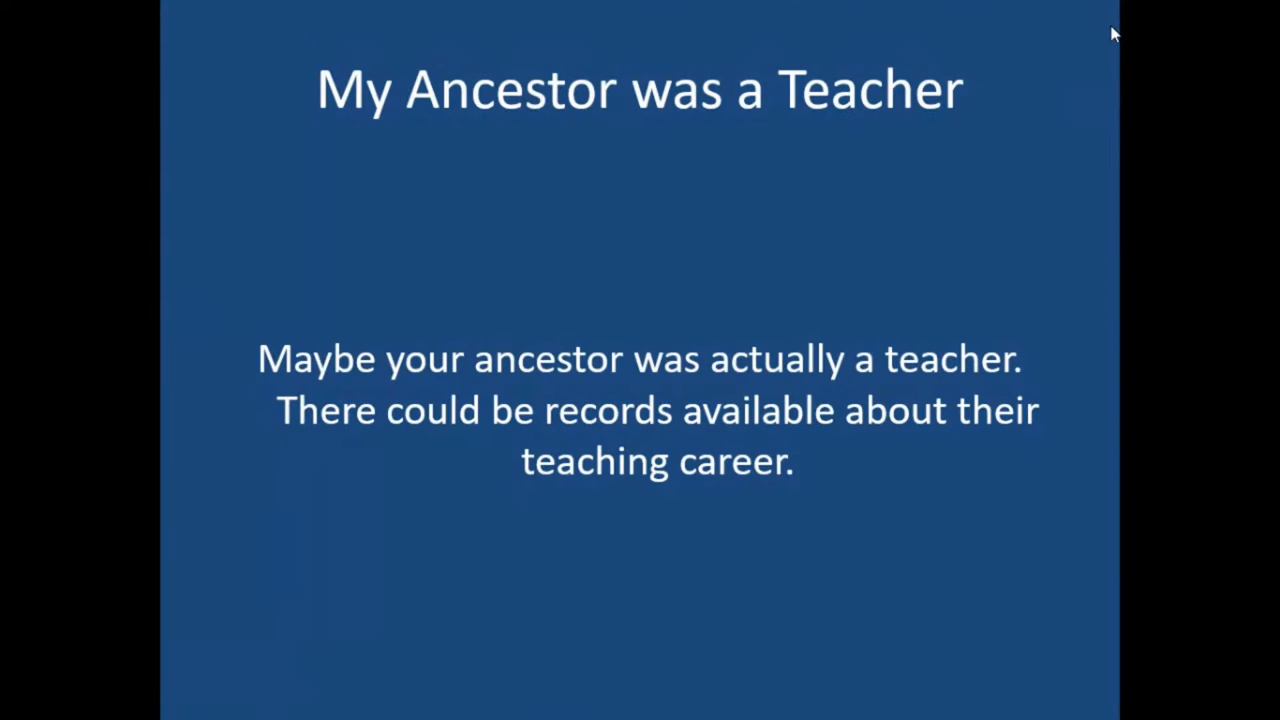 My Ancestor was a Teacher
Maybe your ancestor was actually a teacher.
There could be records available about their
teaching career.